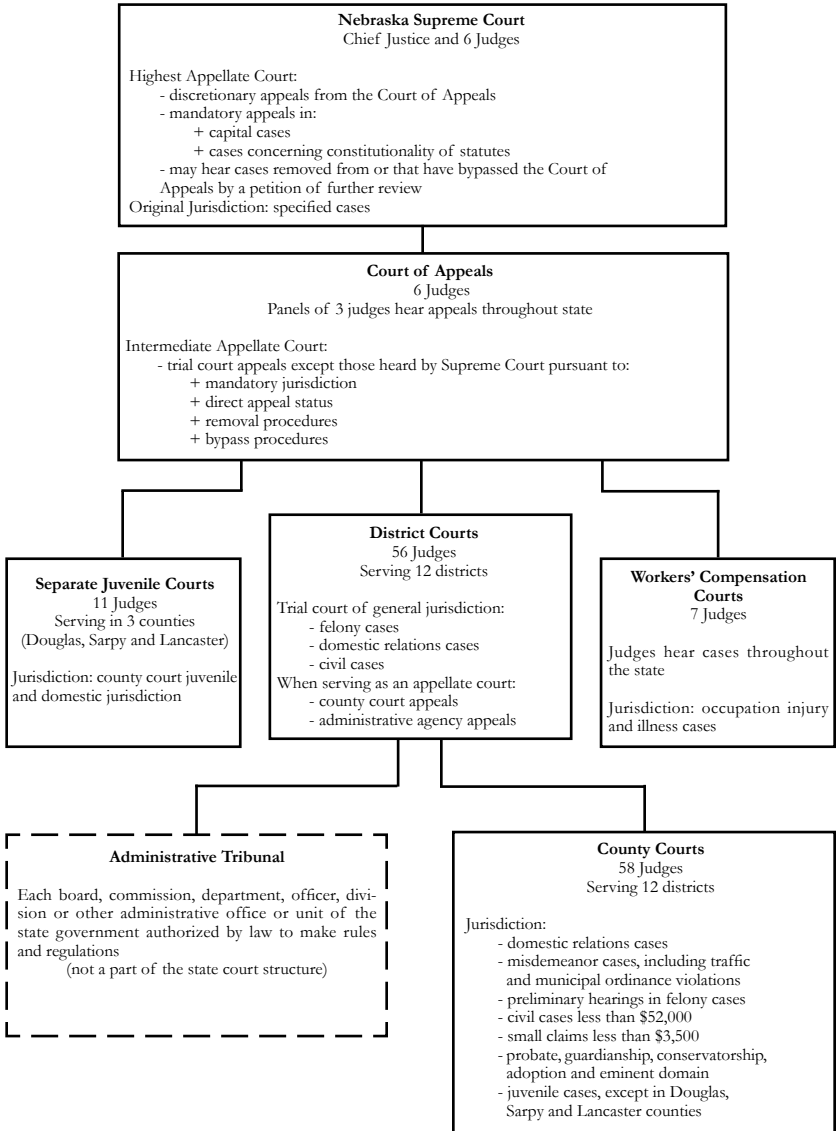 Nebraska Supreme Court
Chief Justice and 6 Judges
Highest Appellate Court:
- discretionary appeals from the Court of Appeals
- mandatory appeals in:
+ capital cases
+ cases concerning constitutionality of statutes
- may hear cases removed from or that have bypassed the Court of
Appeals by a petition of further review
Original Jurisdiction: specified cases
Court of Appeals
6 Judges
Panels of 3 judges hear appeals throughout state
Intermediate Appellate Court:
- trial court appeals except those heard by Supreme Court pursuant to:
+ mandatory jurisdiction
+ direct appeal status
+ removal procedures
+ bypass procedures
Separate Juvenile Courts
11 Judges
Serving in 3 counties
(Douglas, Sarpy and Lancaster)
Jurisdiction: county court juvenile
and domestic jurisdiction
District Courts
56 Judges
Serving 12 districts
Trial court of general jurisdiction:
- felony cases
- domestic relations cases
- civil cases
When serving as an appellate court:
- county court appeals
- administrative agency appeals
Workers’ Compensation
Courts
7 Judges
Judges hear cases throughout
the state
Jurisdiction: occupation injury
and illness cases
Administrative Tribunal
Each board, commission, department, officer, divi-
sion or other administrative office or unit of the
state government authorized by law to make rules
and regulations
(not a part of the state court structure)
County Courts
58 Judges
Serving 12 districts
Jurisdiction:
- domestic relations cases
- misdemeanor cases, including traffic
and municipal ordinance violations
- preliminary hearings in felony cases
- civil cases less than $52,000
- small claims less than $3,500
- probate, guardianship, conservatorship,
adoption and eminent domain
- juvenile cases, except in Douglas,
Sarpy and Lancaster counties